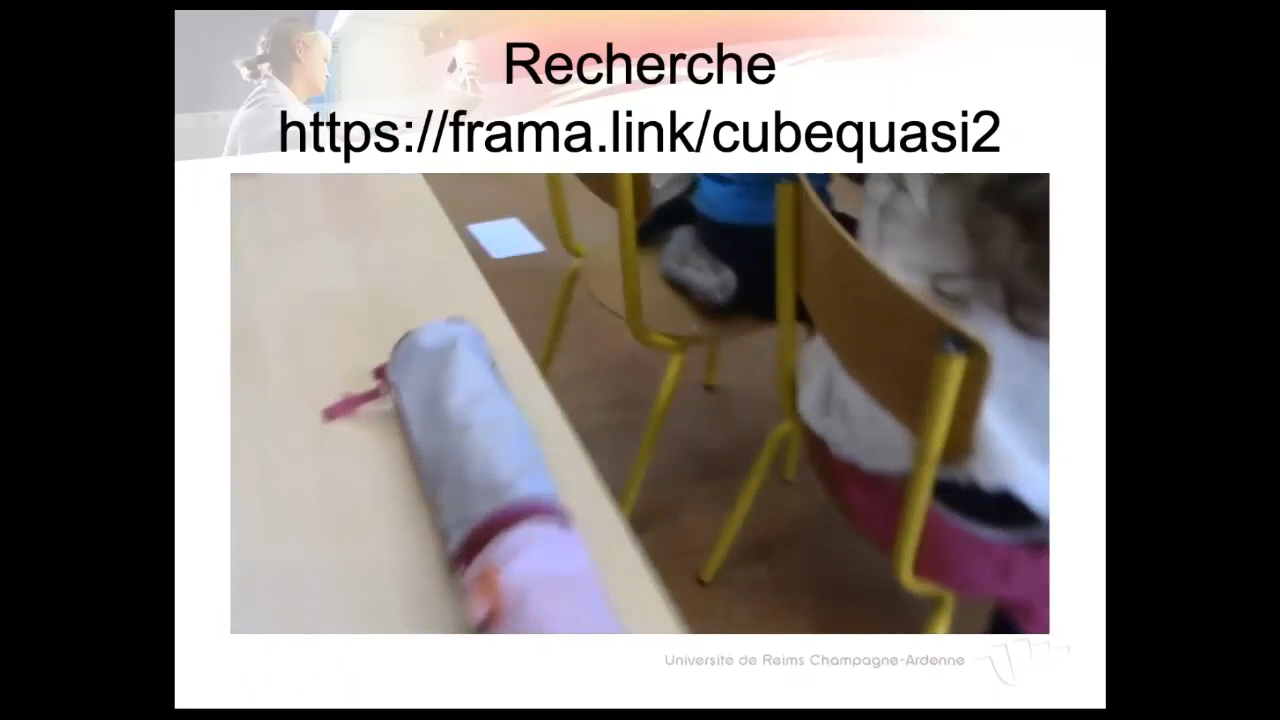 Recherche
https://frama.link/cubequasi2
Université de Reims Champagne-Ardenne